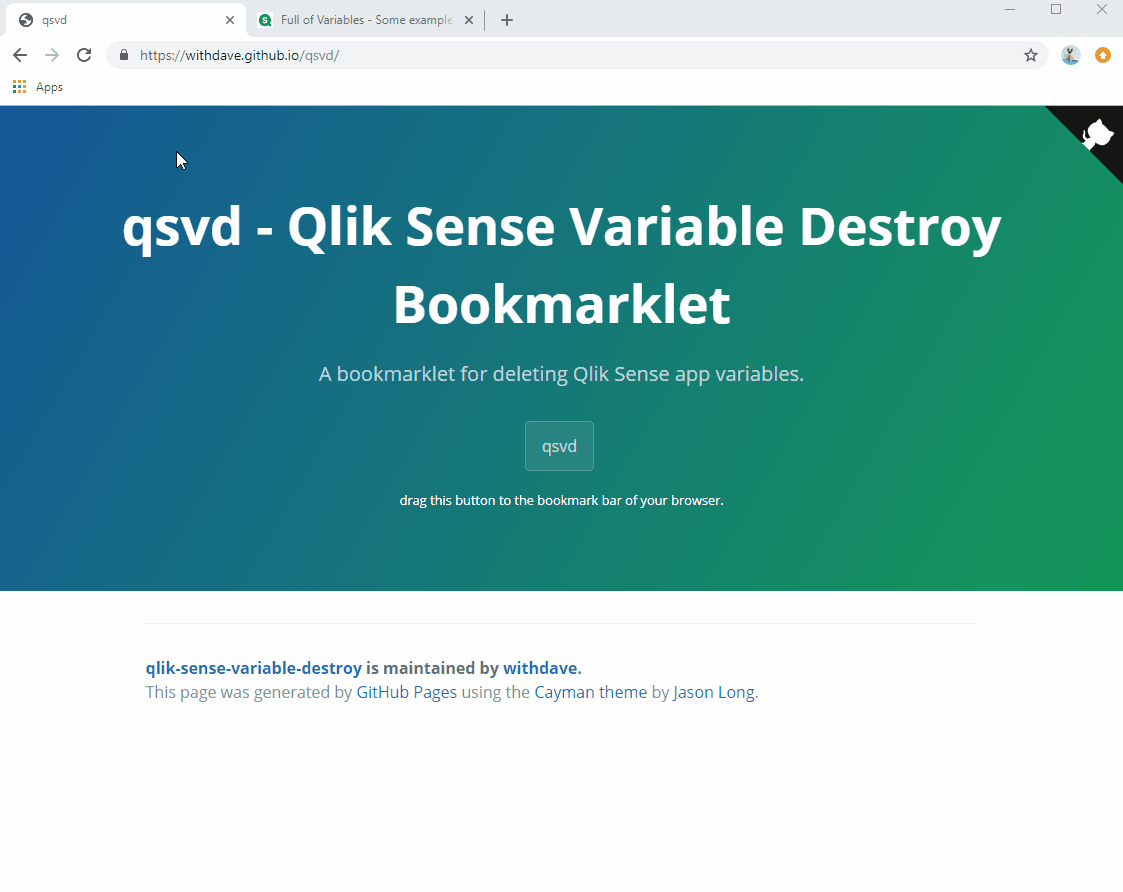 qsvd
Full of Variables - Some example
https://withdave.github.io/qsvd/
Apps
qsvd - Qlik Sense Variable Destroy
Bookmarklet
A bookmarklet for deleting Qlik Sense app variables.
qsvd
drag this button to the bookmark bar of your browser.
qlik-sense-variable-destroy is maintained by withdave.
This page was generated by GitHub Pages using the Cayman theme by Jason Long.